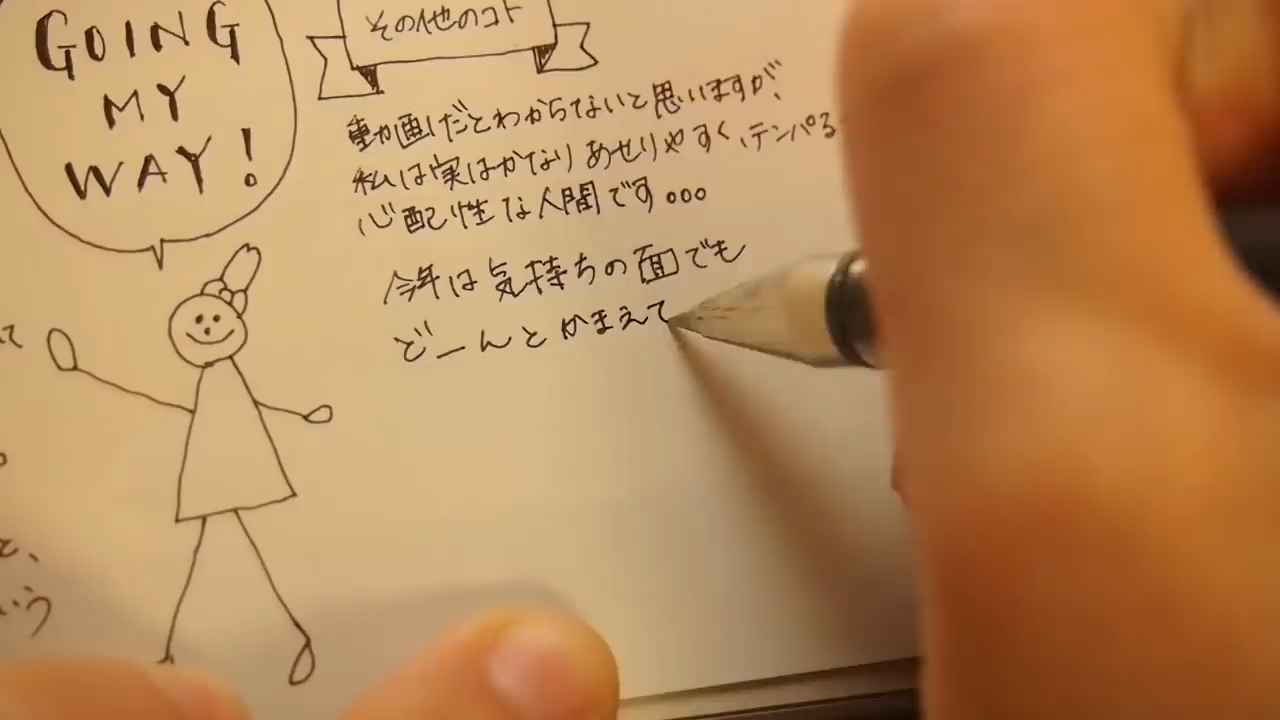 GOING
MY
WAY!
その他のコト
動画だとわからないと思いますが、
私は実はかなりあせりやすく、テンパる
心配性な人間です...
今年は気持ちの面でも
どーんとかまえて